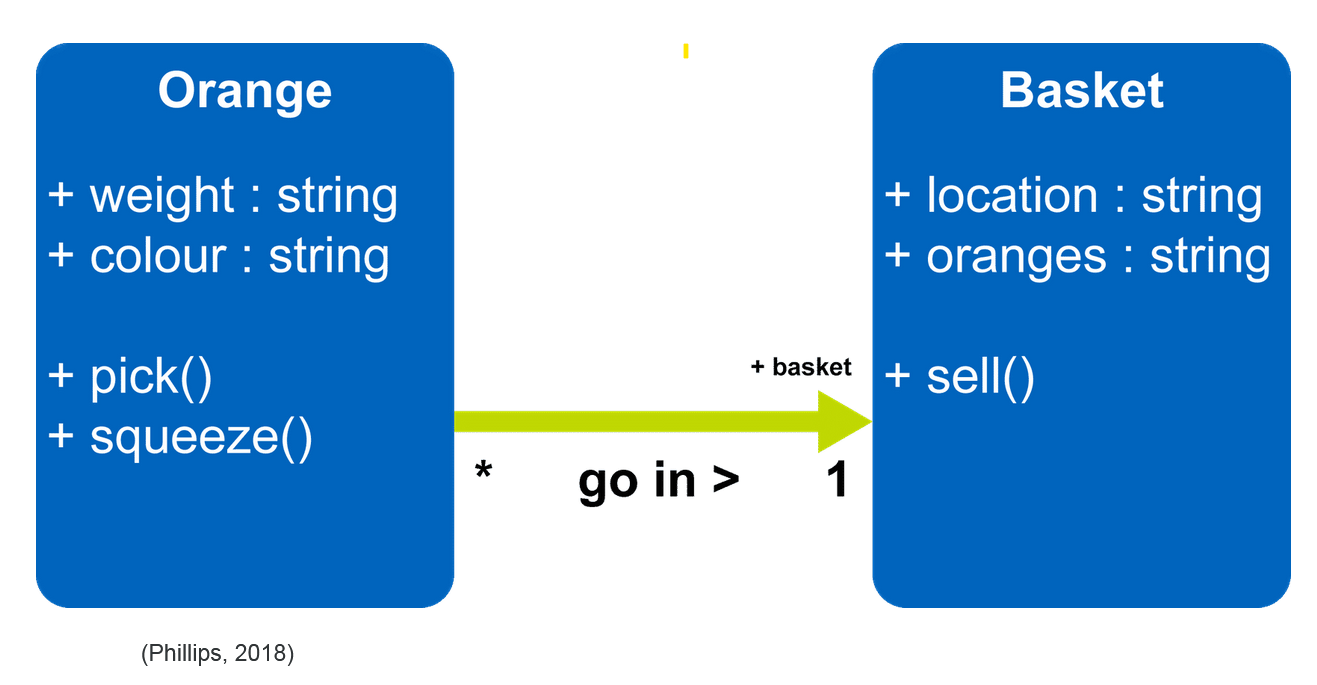 Orange
+ weight : string
+ colour : string
+ pick()
+ squeeze()
+ basket
* go in > 1
Basket
+ location : string
+ oranges : string
+ sell()
(Phillips, 2018)